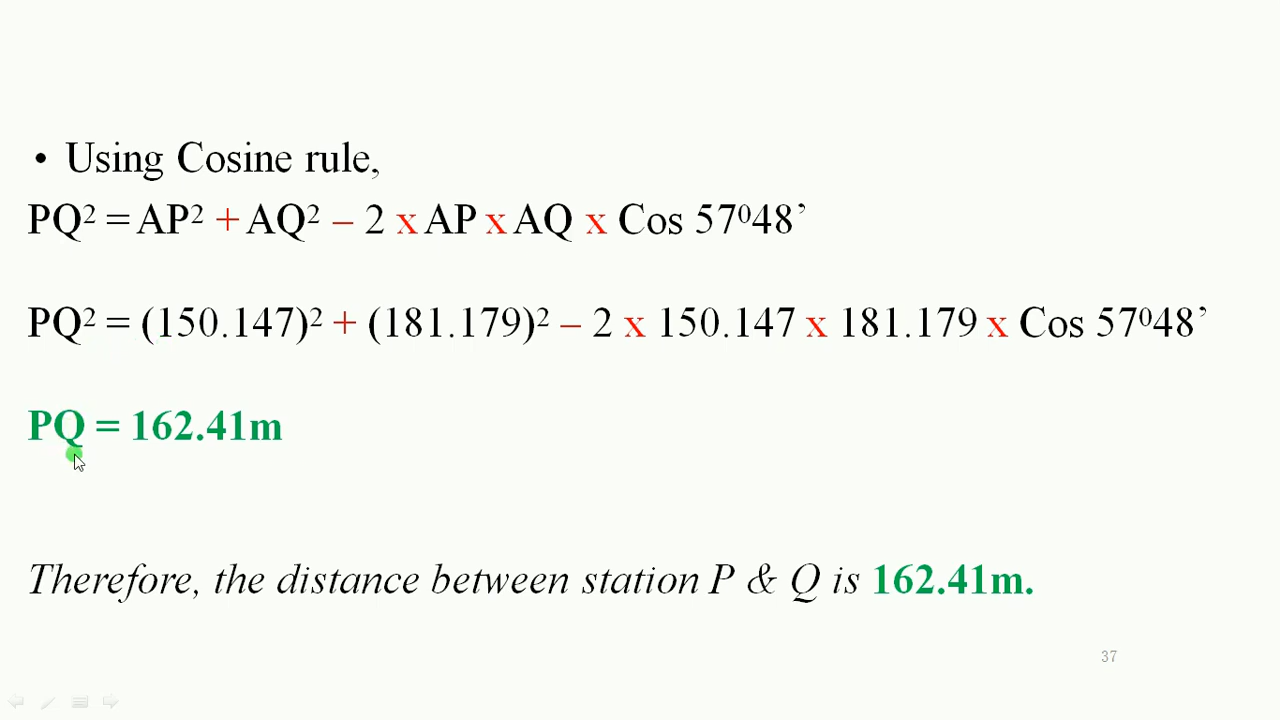 • Using Cosine rule,
PQ² = AP² + AQ² – 2 x AP x AQ x Cos 57⁰48’
PQ² = (150.147)² + (181.179)² – 2 x 150.147 x 181.179 x Cos 57⁰48’
PQ = 162.41m
Therefore, the distance between station P & Q is 162.41m.
37